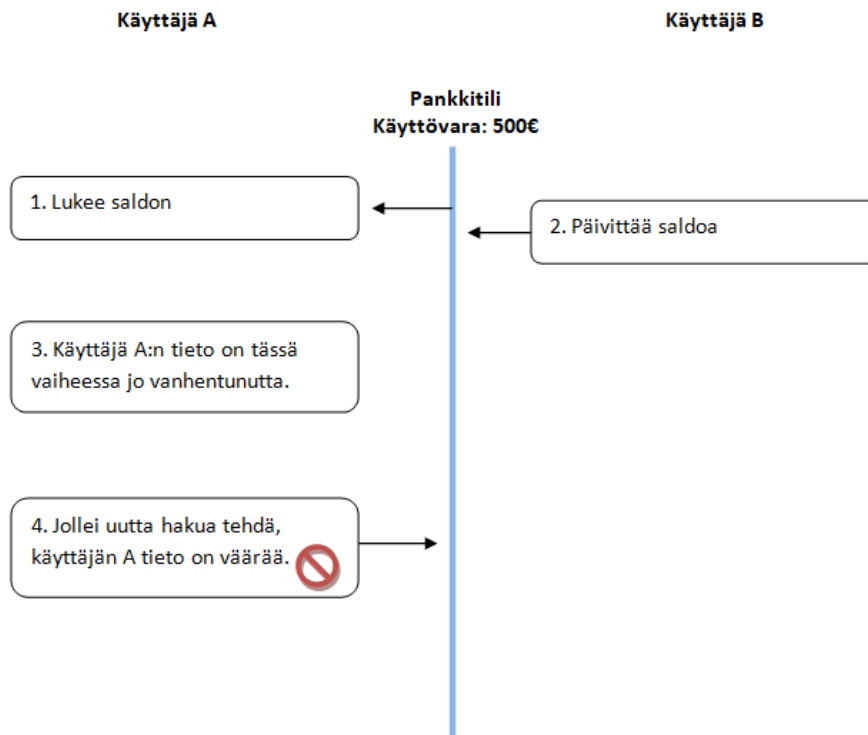 Käyttäjä A
Käyttäjä B
Pankkitili
Käyttövara: 500€
1. Lukee saldon
2. Päivittää saldoa
3. Käyttäjä A:n tieto on tässä
vaiheessa jo vanhentunutta.
4. Jollei uutta hakua tehdä,
käyttäjän A tieto on väärää.